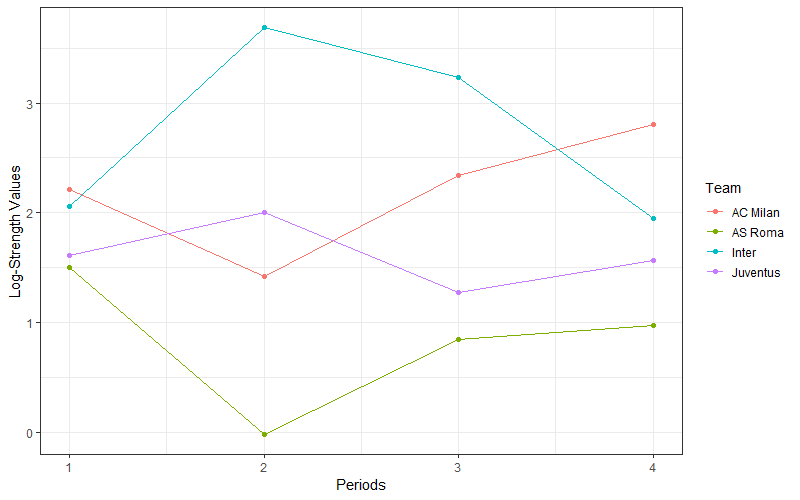 Log-Strength Values
3
2
1
0
1
2
3
4
Periods
Team
AC Milan
AS Roma
Inter
Juventus